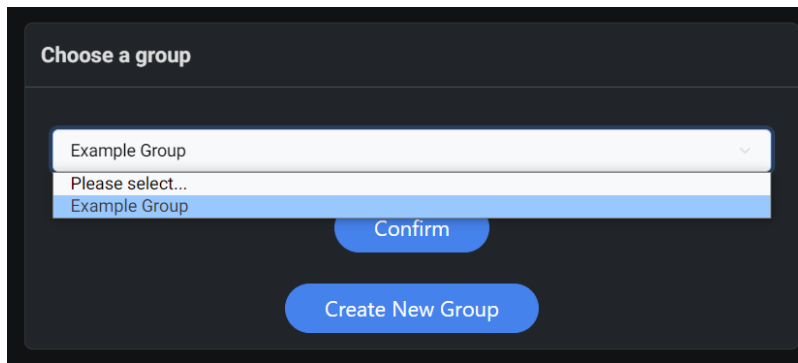 Choose a group
Example Group
Please select...
Example Group
Confirm
Create New Group